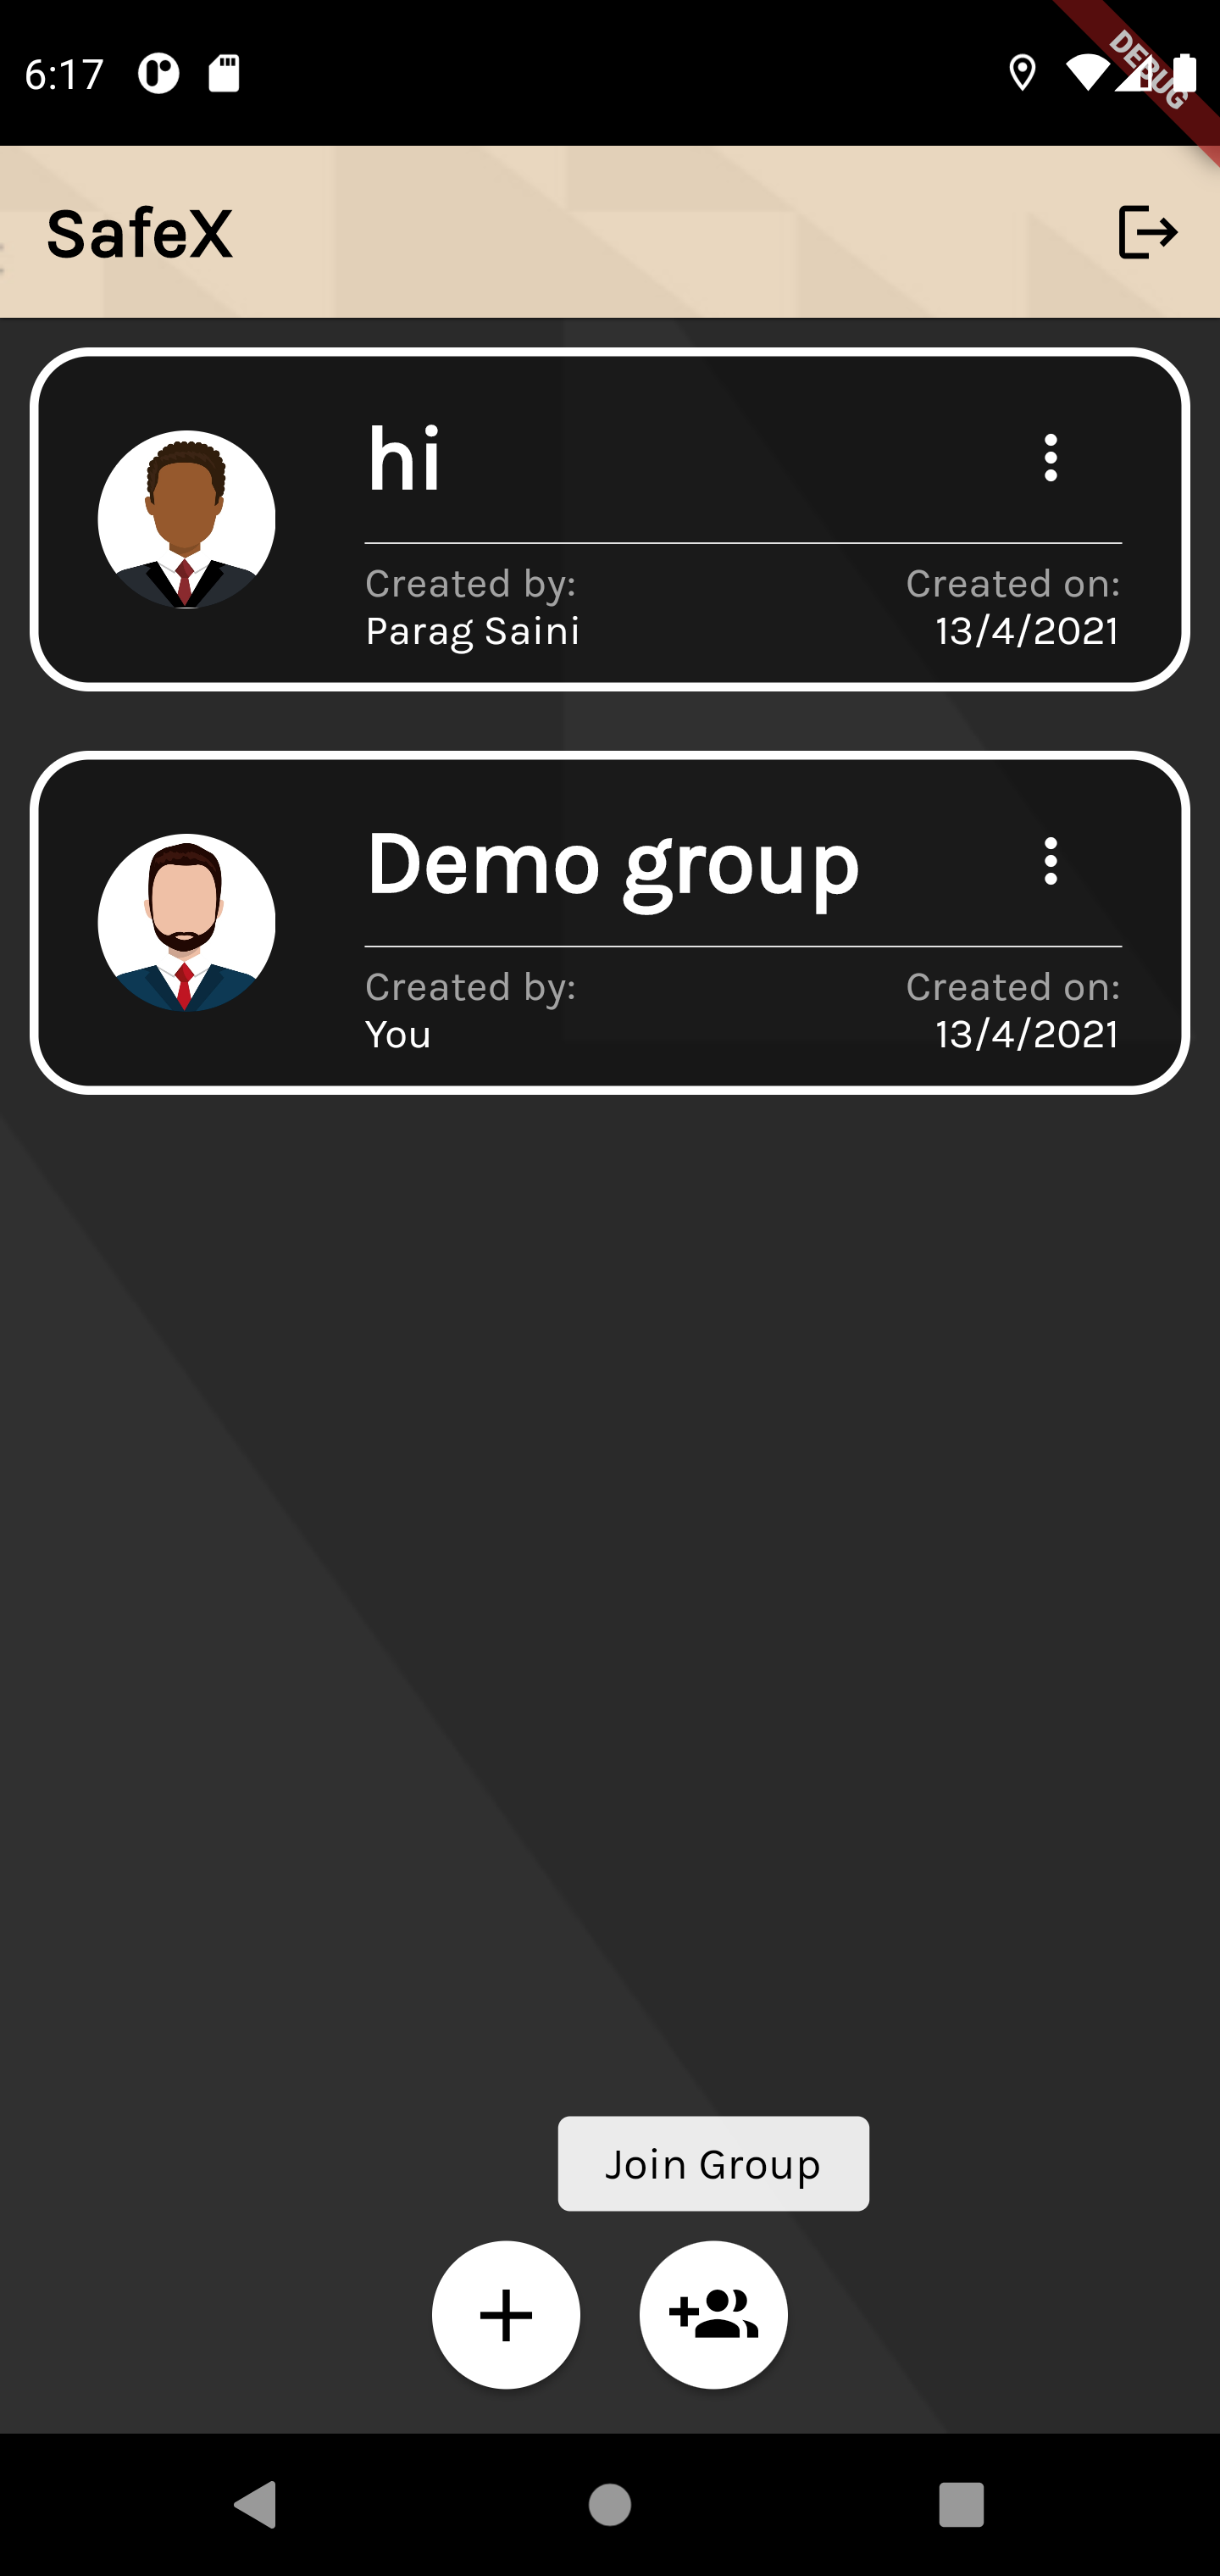 6:17
DEBUG
SafeX
hi
Created by: Created on:
Parag Saini 13/4/2021
Demo group
Created by: Created on:
You 13/4/2021
Join Group